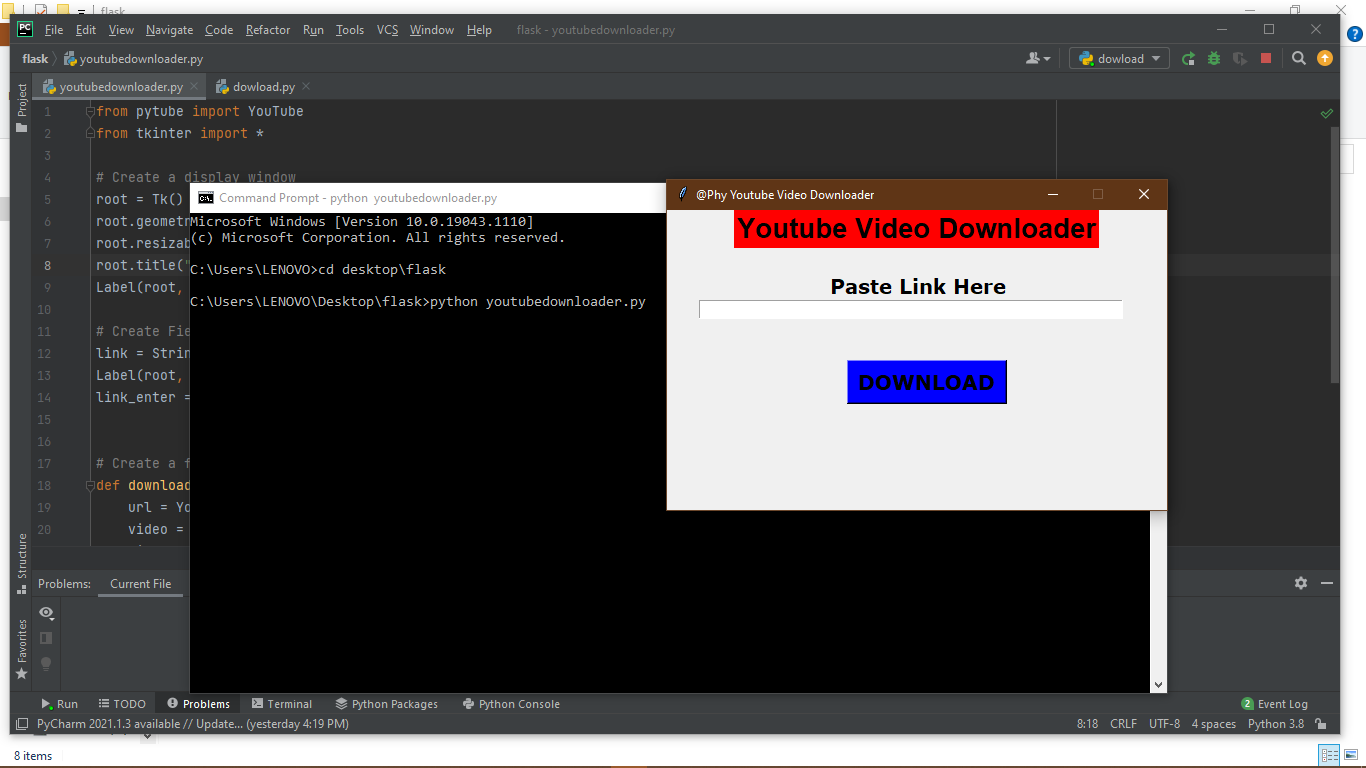 flask
PC File Edit View Navigate Code Refactor Run Tools VCS Window Help flask - youtubedownloader.py
flask youtubedownloader.py dowload
youtubedownloader.py dowload.py
Project
1 from pytube import YouTube
2 from tkinter import *
3
4 # Create a display window
5 root = Tk()
6 root.geometr
7 root.resizab
8 root.title("
9 Label(root,
10
11 # Create Fie
12 link = Strin
13 Label(root,
14 link_enter =
15
16
17 # Create a f
18 def download
19 url = Yo
20 video =
Command Prompt - python youtubedownloader.py
Microsoft Windows [Version 10.0.19043.1110]
(c) Microsoft Corporation. All rights reserved.
C:\Users\LENOVO>cd desktop\flask
C:\Users\LENOVO\Desktop\flask>python youtubedownloader.py
@Phy Youtube Video Downloader
Youtube Video Downloader
Paste Link Here
DOWNLOAD
Structure
Favorites
Problems: Current File
Run TODO Problems Terminal Python Packages Python Console 2 Event Log
PyCharm 2021.1.3 available // Update... (yesterday 4:19 PM) 8:18 CRLF UTF-8 4 spaces Python 3.8
8 items